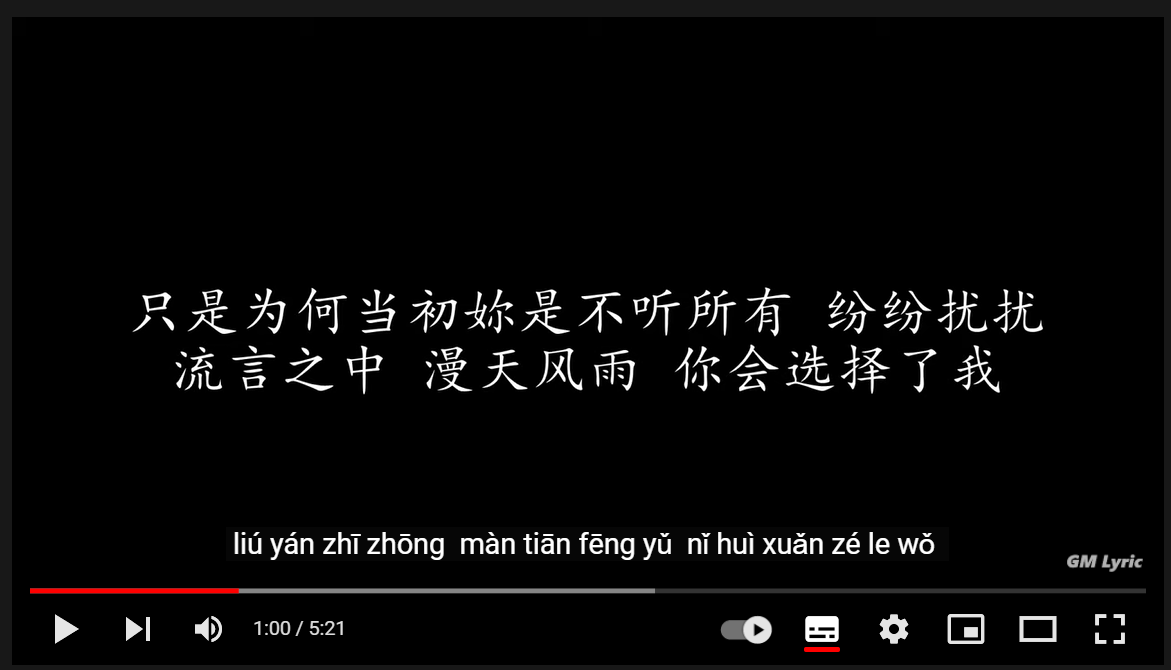 只是为何当初妳是不听所有 纷纷扰扰
流言之中 漫天风雨 你会选择了我
liú yán zhī zhōng màn tiān fēng yǔ nǐ huì xuǎn zé le wǒ
GM Lyric
1:00 / 5:21